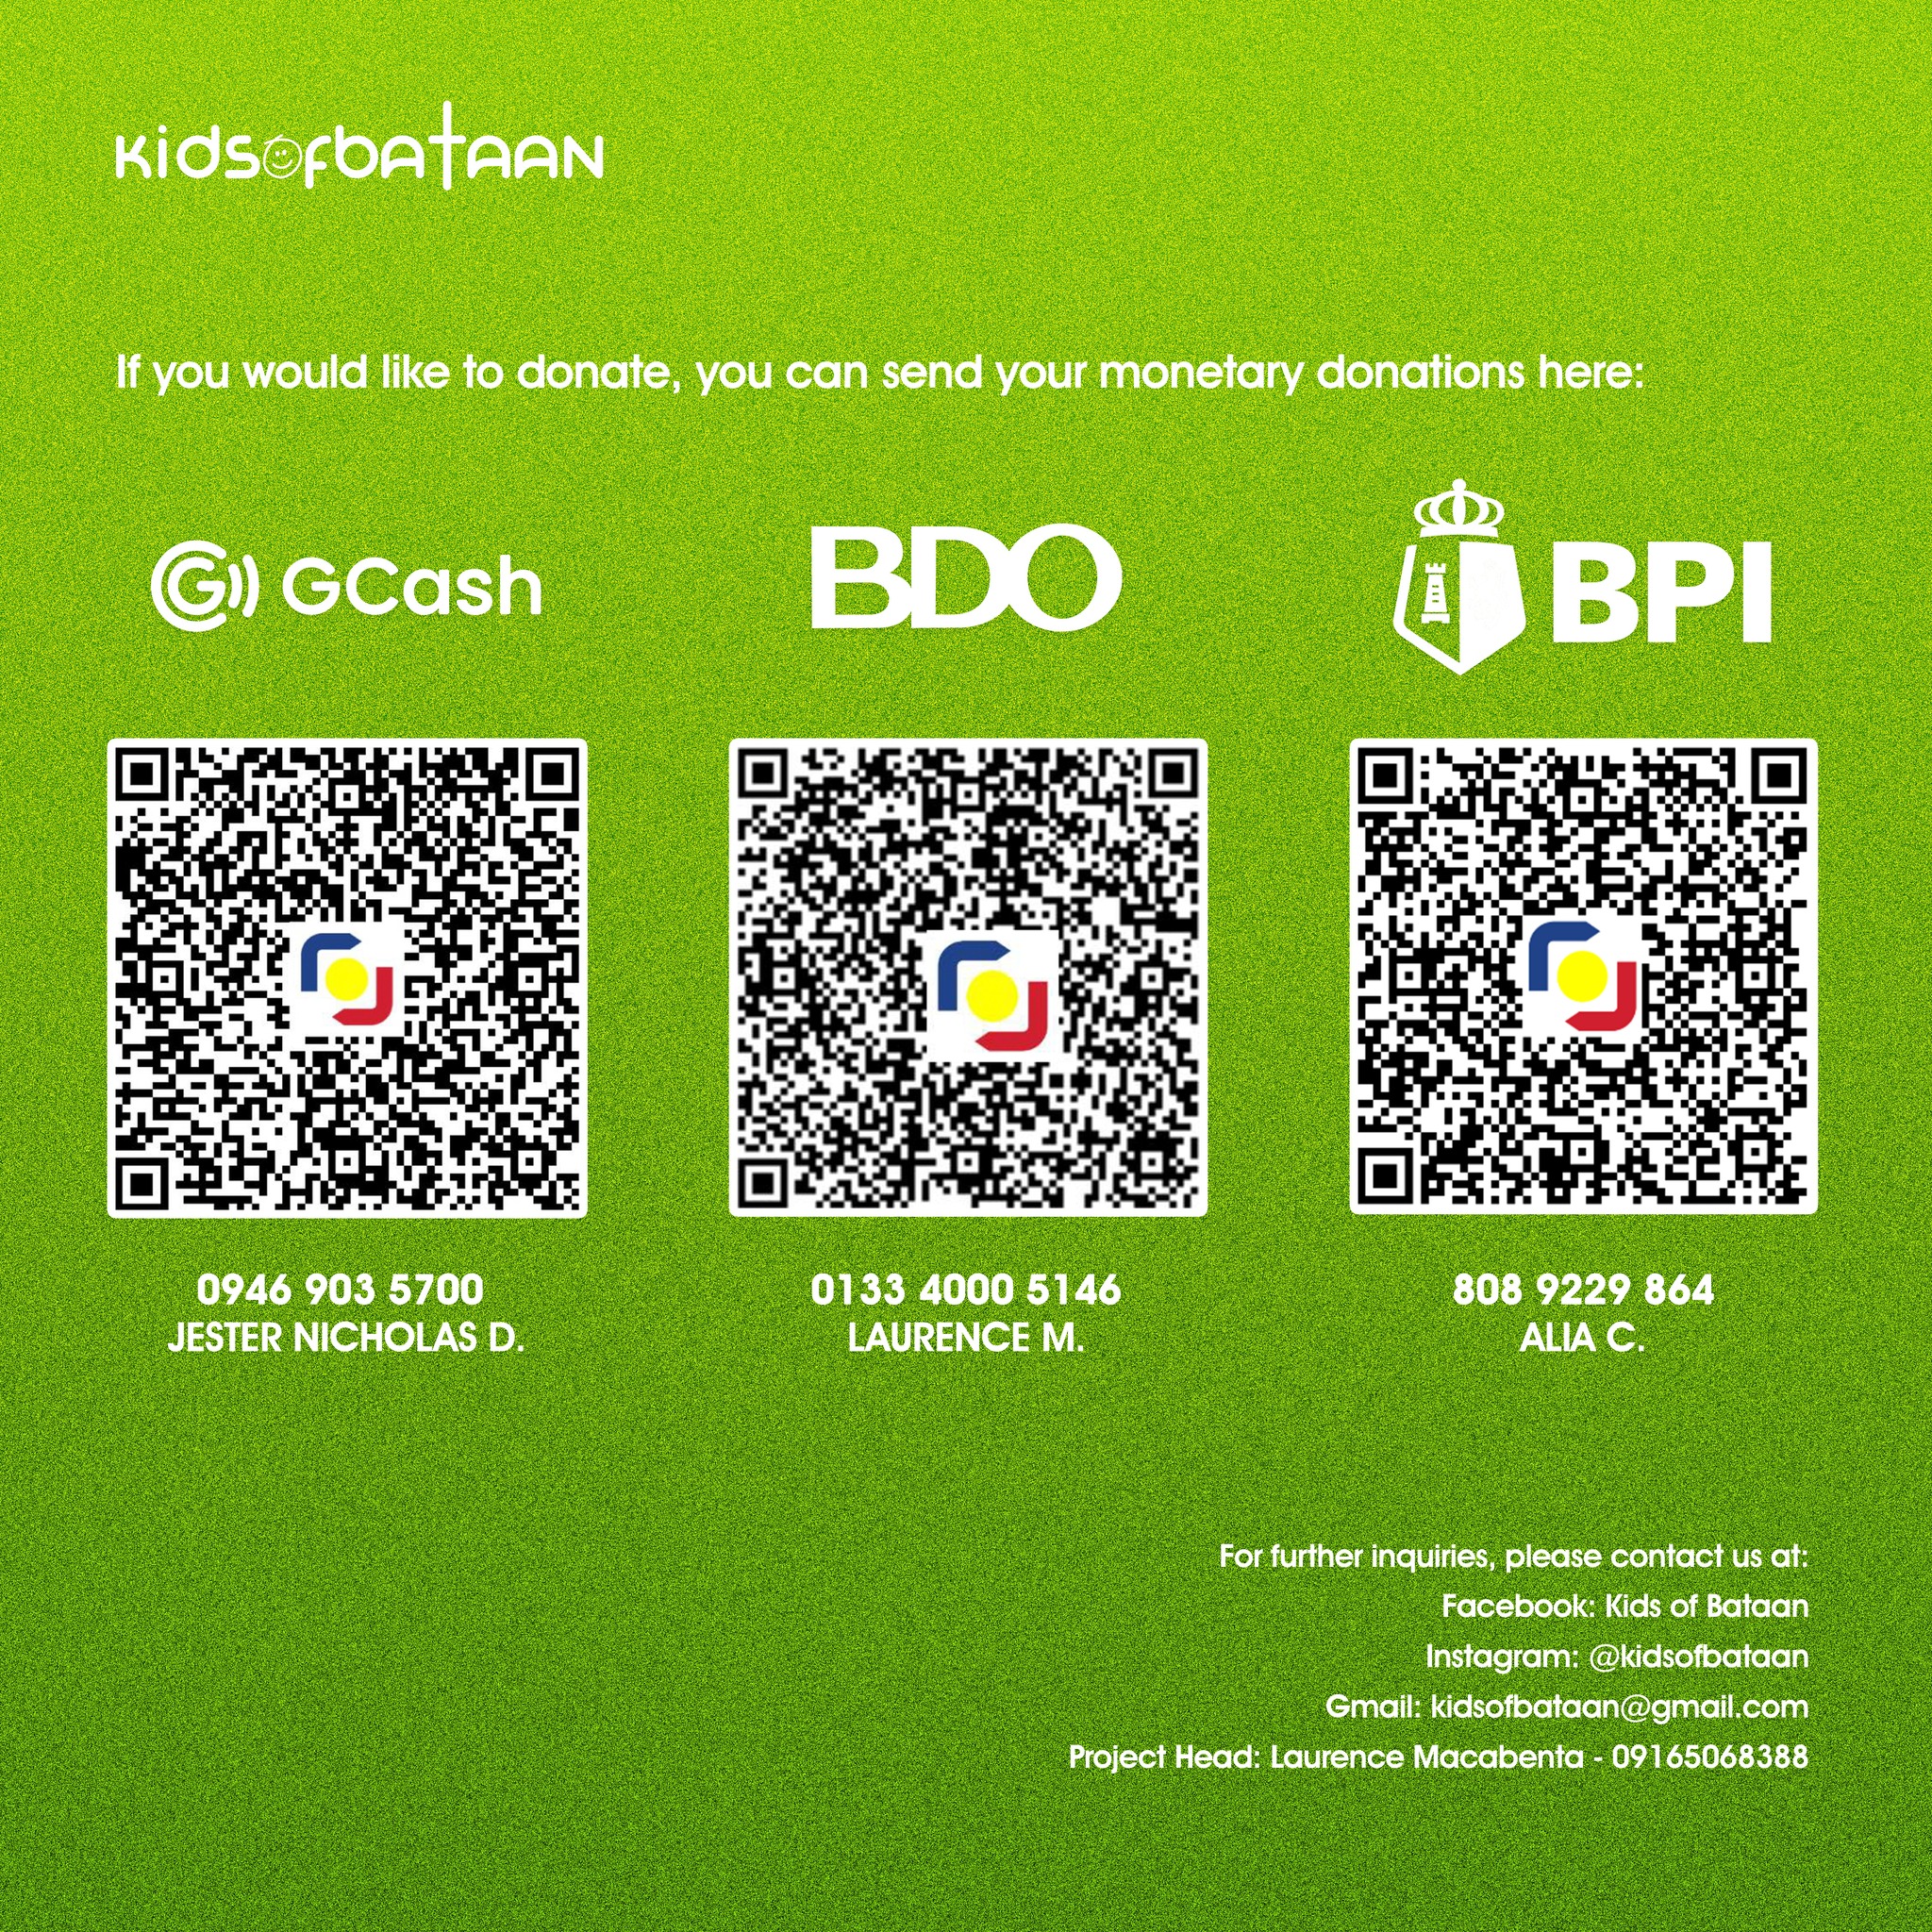 kidsofbataan
If you would like to donate, you can send your monetary donations here:
GCash
BDO
BPI
0946 903 5700
JESTER NICHOLAS D.
0133 4000 5146
LAURENCE M.
808 9229 864
ALIA C.
For further inquiries, please contact us at:
Facebook: Kids of Bataan
Instagram: @kidsofbataan
Gmail: kidsofbataan@gmail.com
Project Head: Laurence Macabenta - 09165068388